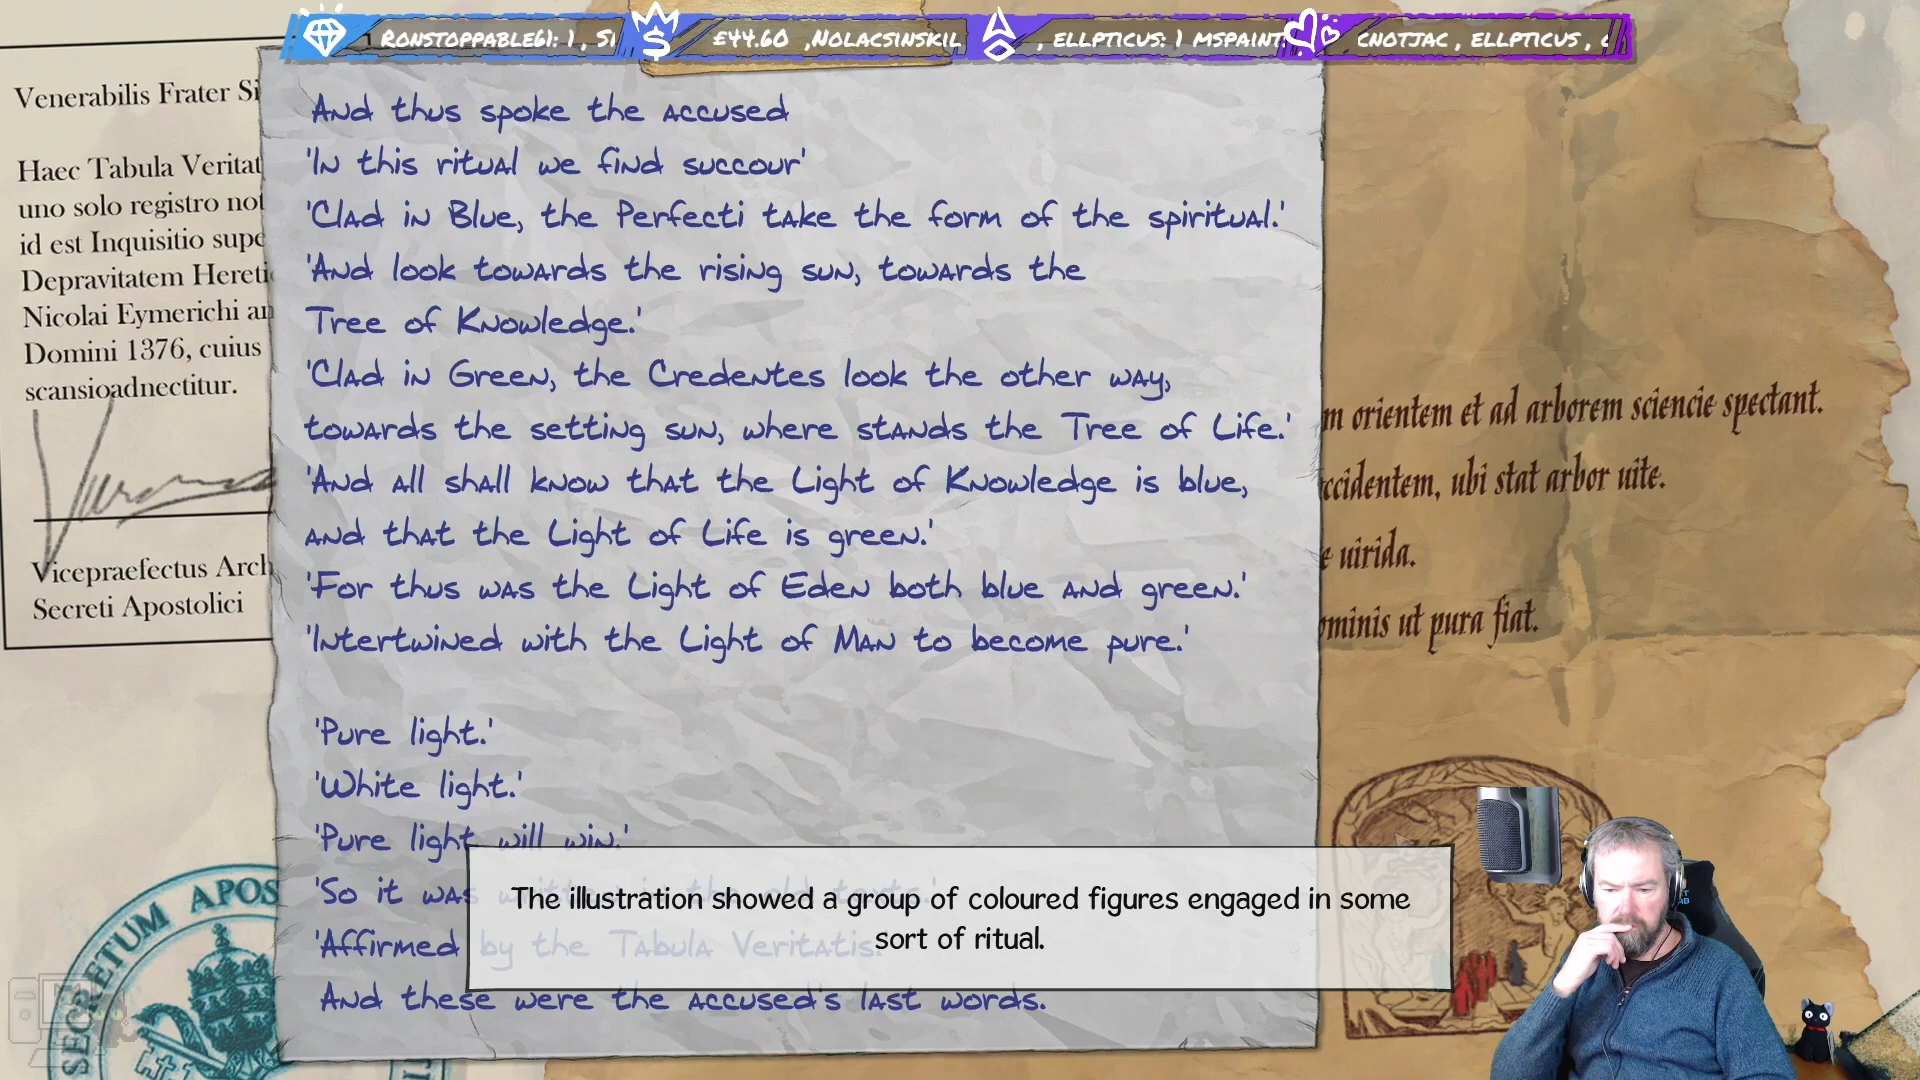 RONSTOPPABLE61: 1, SI
£44.60 ,NOLACSINSKIL
, ELLPTICUS: 1 MSPAINT
CNOTJAC , ELLPTICUS ,
Venerabilis Frater Si
Haec Tabula Veritat
uno solo registro not
id est Inquisitio supe
Depravitatem Hereti
Nicolai Eymerichi an
Domini 1376, cuius
scansioadnectitur.
Vicepraefectus Arch
Secreti Apostolici
SECRETUM APOS
And thus spoke the accused
'In this ritual we find succour'
'Clad in Blue, the Perfecti take the form of the spiritual.'
'And look towards the rising sun, towards the
Tree of Knowledge.'
'Clad in Green, the Credentes look the other way,
towards the setting sun, where stands the Tree of Life.'
'And all shall know that the Light of Knowledge is blue,
and that the Light of Life is green.'
'For thus was the Light of Eden both blue and green.'
'Intertwined with the Light of Man to become pure.'
'Pure light.'
'White light.'
'Pure light will win.'
'So it was written in the old texts.'
'Affirmed by the Tabula Veritatis.'
And these were the accused's last words.
m orientem et ad arborem sciencie spectant.
ccidentem, ubi stat arbor uite.
e uirida.
ominis ut pura fiat.
The illustration showed a group of coloured figures engaged in some
sort of ritual.